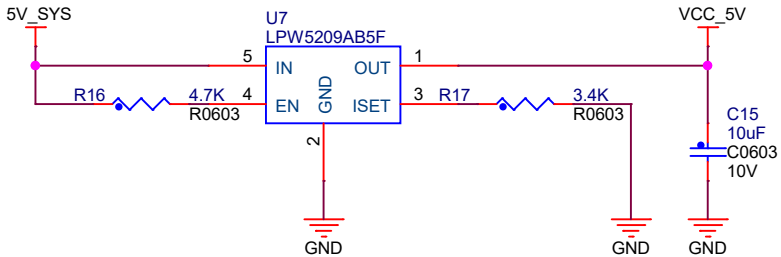 5V_SYS
U7
LPW5209AB5F
VCC_5V
5
IN
OUT
1
R16
4.7K
R0603
4
EN
GND
ISET
3
R17
3.4K
R0603
2
C15
10uF
C0603
10V
GND
GND
GND